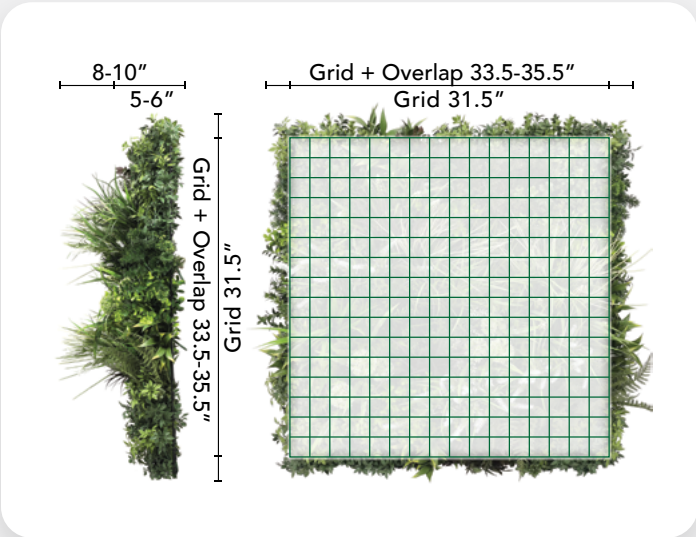 8-10″
5-6″
Grid + Overlap 33.5-35.5″
Grid 31.5″
Grid + Overlap 33.5-35.5″
Grid 31.5″